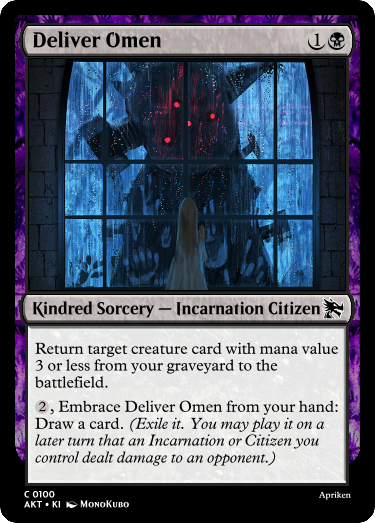 Deliver Omen 1
Kindred Sorcery — Incarnation Citizen
Return target creature card with mana value
3 or less from your graveyard to the
battlefield.
2, Embrace Deliver Omen from your hand:
Draw a card. (Exile it. You may play it on a
later turn that an Incarnation or Citizen you
control dealt damage to an opponent.)
C 0100
Apriken
AKT • KI MonoKubo